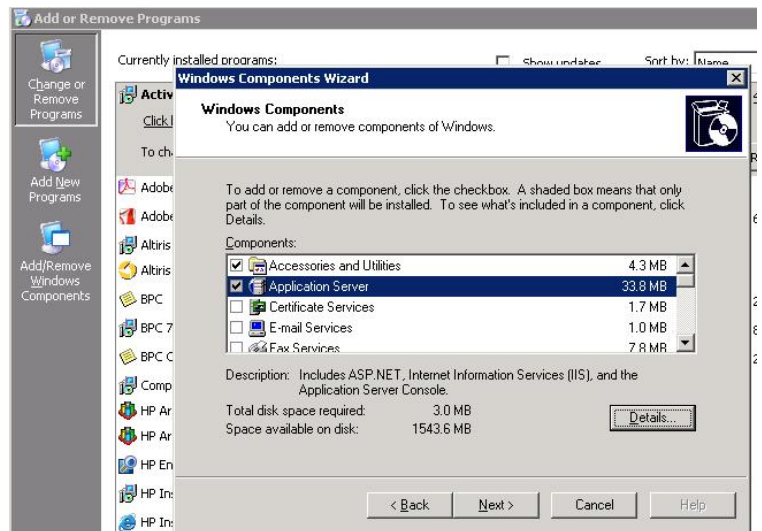 Add or Remove Programs
Change or
Remove
Programs
Add New
Programs
Add/Remove
Windows
Components
Currently installed programs:
Show updates
Sort by:
Name
Activ
Click
To ch
Adobe
Adobe
Altiris
Altiris
BPC
BPC 7
BPC C
Comp
HP Ar
HP Ar
HP En
HP In
HP In
Windows Components Wizard
Windows Components
You can add or remove components of Windows.
To add or remove a component, click the checkbox. A shaded box means that only
part of the component will be installed. To see what's included in a component, click
Details.
Components:
Accessories and Utilities 4.3 MB
Application Server 33.8 MB
Certificate Services 1.7 MB
E-mail Services 1.0 MB
Fax Services 7.8 MB
Description: Includes ASP.NET, Internet Information Services (IIS), and the
Application Server Console.
Total disk space required: 3.0 MB
Space available on disk: 1543.6 MB
Details...
< Back
Next >
Cancel
Help